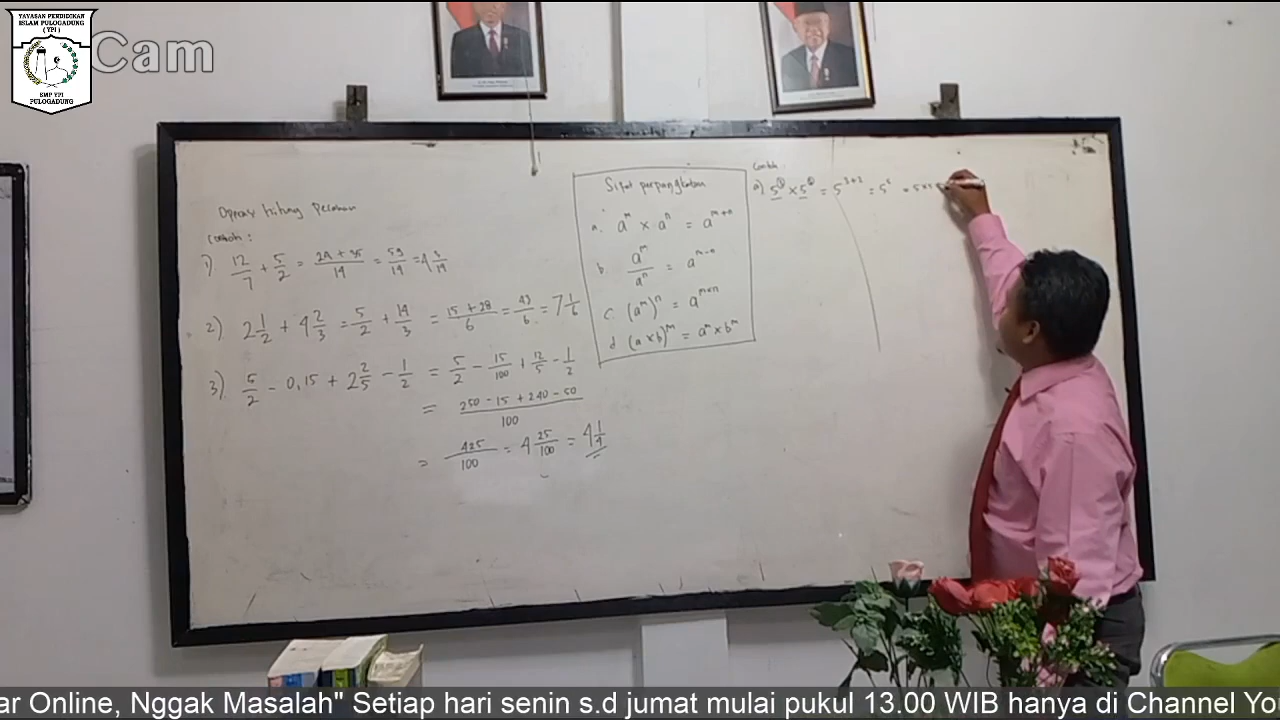 YAYASAN PENDIDIKAN
ISLAM PULOGADUNG
( YPI )
SMP YPI
PULOGADUNG
Cam
Operasi hitung Pecahan
Contoh :
1) 12/7 + 5/2 = 24 + 35/14 = 59/14 = 4 3/14
2) 2 1/2 + 4 2/3 = 5/2 + 14/3 = 15 + 28/6 = 43/6 = 7 1/6
3) 5/2 - 0,15 + 2 2/5 - 1/2 = 5/2 - 15/100 + 12/5 - 1/2
= 250 - 15 + 240 - 50/100
= 425/100 = 4 25/100 = 4 1/4
Sifat perpangkatan
a. a^m × a^n = a^(m+n)
b a^m/a^n = a^(m-n)
c. (a^m)^n = a^(m×n)
d (a × b)^m = a^m × b^m
Contoh :
a) = 5 × 5
ar Online, Nggak Masalah" Setiap hari senin s.d jumat mulai pukul 13.00 WIB hanya di Channel Yo